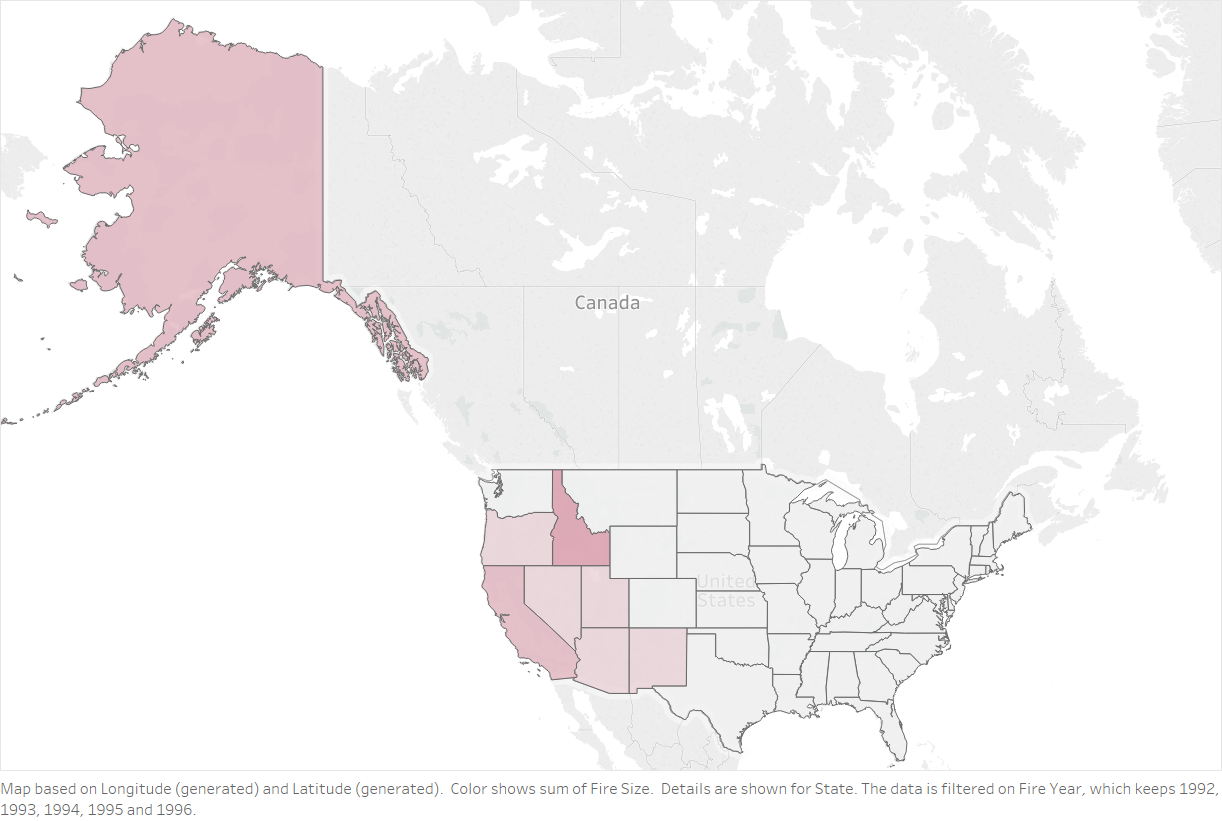 Canada
United
States
Map based on Longitude (generated) and Latitude (generated).  Color shows sum of Fire Size.  Details are shown for State. The data is filtered on Fire Year, which keeps 1992,
1993, 1994, 1995 and 1996.